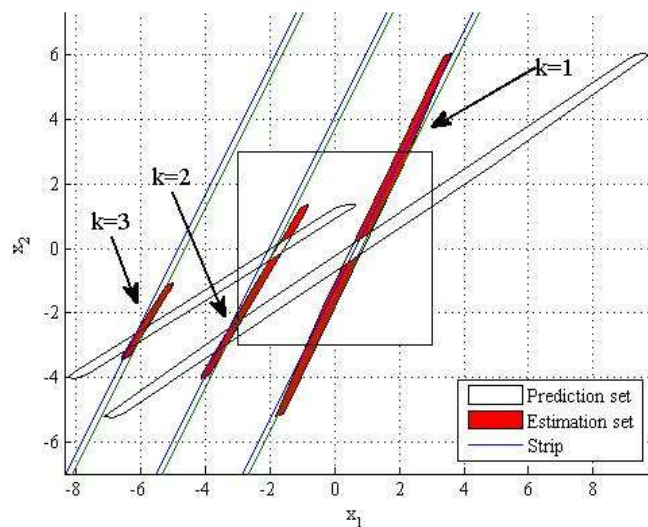 6
k=1
4
2
k=2
x2
0
k=3
-2
-4
Prediction set
Estimation set
-6
Strip
-8 -6 -4 -2 0 2 4 6 8
x1